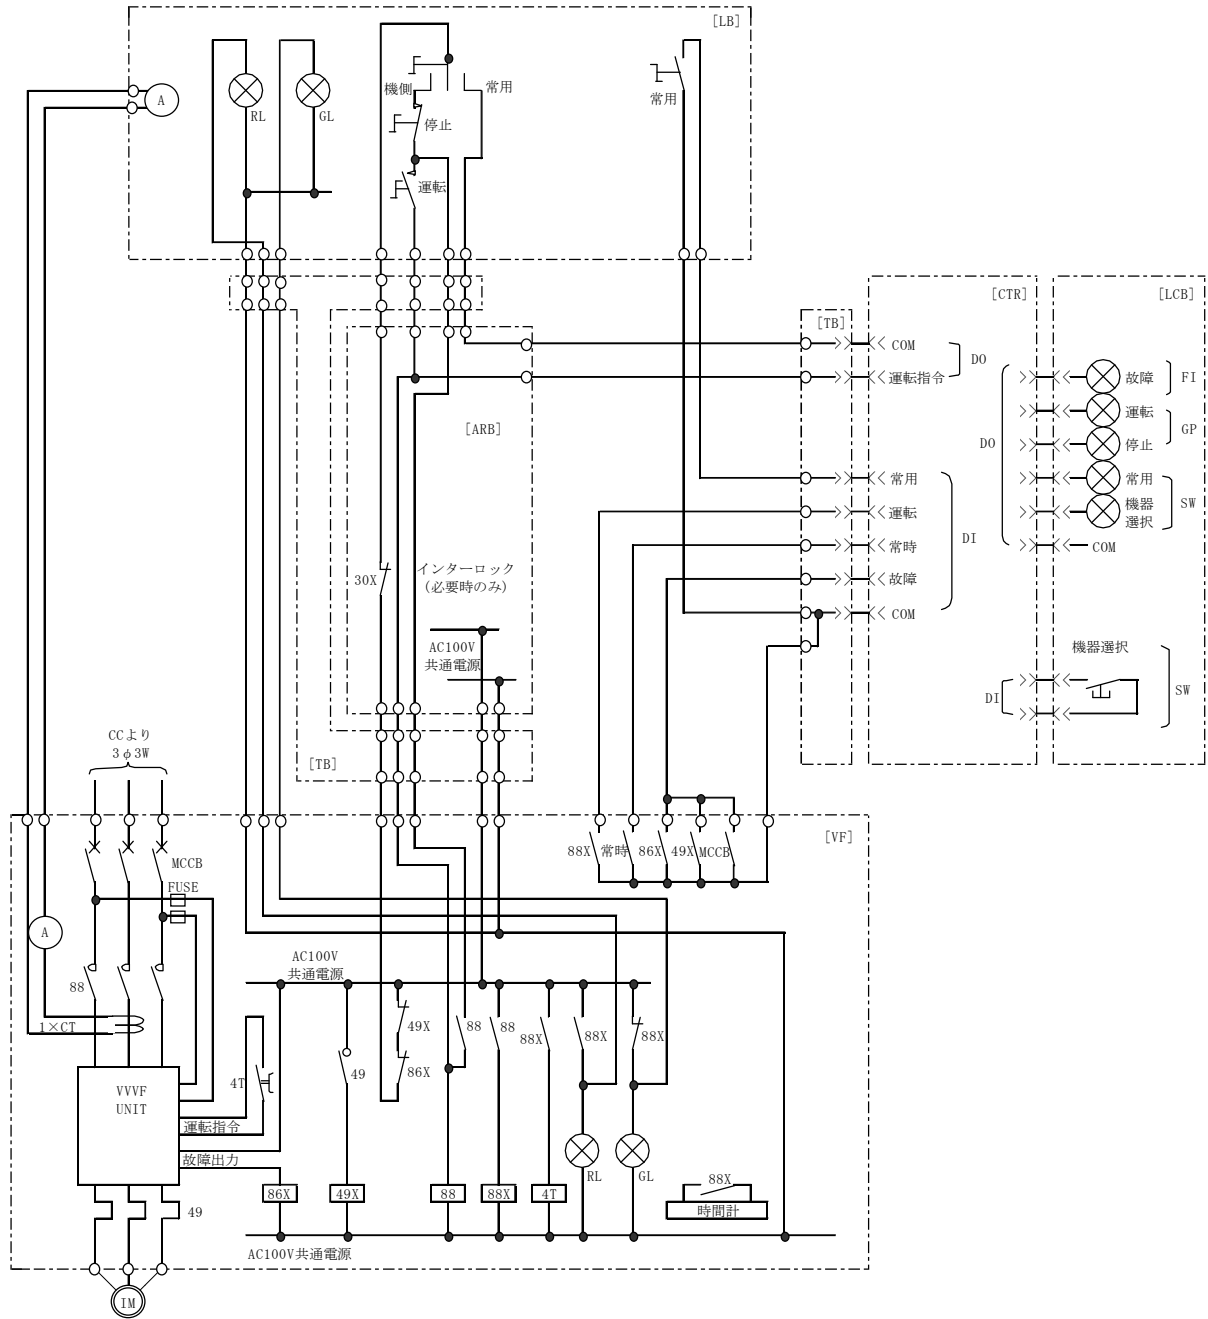 [LB]
A
RL
GL
機側
常用
停止
運転
常用
[TB]
[CTR]
[LCB]
COM
運転指令
DO
常用
運転
常時
故障
COM
DI
DO
故障
運転
停止
常用
機器
選択
COM
FI
GP
SW
機器選択
DI
SW
[ARB]
30X
インターロック
(必要時のみ)
AC100V
共通電源
[TB]
CCより
3φ3W
[VF]
MCCB
FUSE
A
88
1×CT
88X
常時
86X
49X
MCCB
AC100V
共通電源
VVVF
UNIT
4T
運転指令
故障出力
49
49
49X
86X
88
88
88X
88X
88X
RL
GL
86X
49X
88
88X
4T
88X
時間計
AC100V共通電源
IM